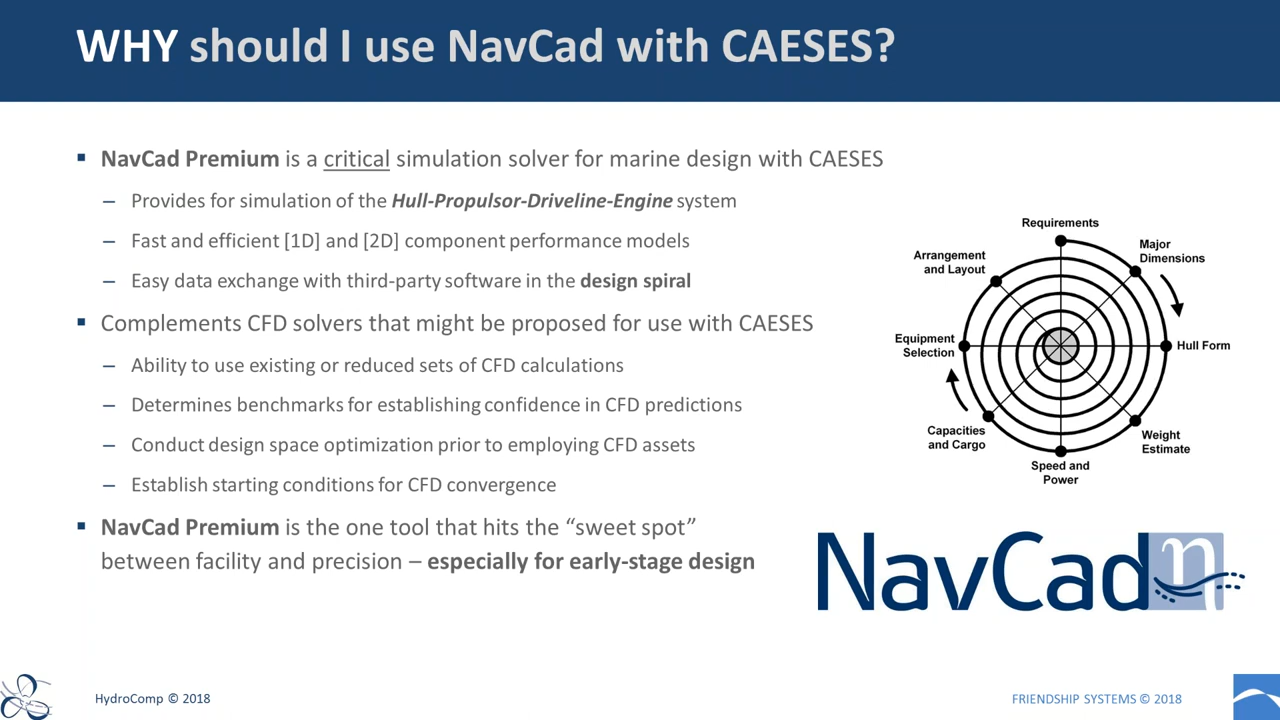 WHY should I use NavCad with CAESES?
▪ NavCad Premium is a critical simulation solver for marine design with CAESES
– Provides for simulation of the Hull-Propulsor-Driveline-Engine system
– Fast and efficient [1D] and [2D] component performance models
– Easy data exchange with third-party software in the design spiral
▪ Complements CFD solvers that might be proposed for use with CAESES
– Ability to use existing or reduced sets of CFD calculations
– Determines benchmarks for establishing confidence in CFD predictions
– Conduct design space optimization prior to employing CFD assets
– Establish starting conditions for CFD convergence
▪ NavCad Premium is the one tool that hits the “sweet spot”
between facility and precision – especially for early-stage design
Requirements
Major
Dimensions
Hull Form
Weight
Estimate
Speed and
Power
Capacities
and Cargo
Equipment
Selection
Arrangement
and Layout
NavCad η
HydroComp © 2018
FRIENDSHIP SYSTEMS © 2018